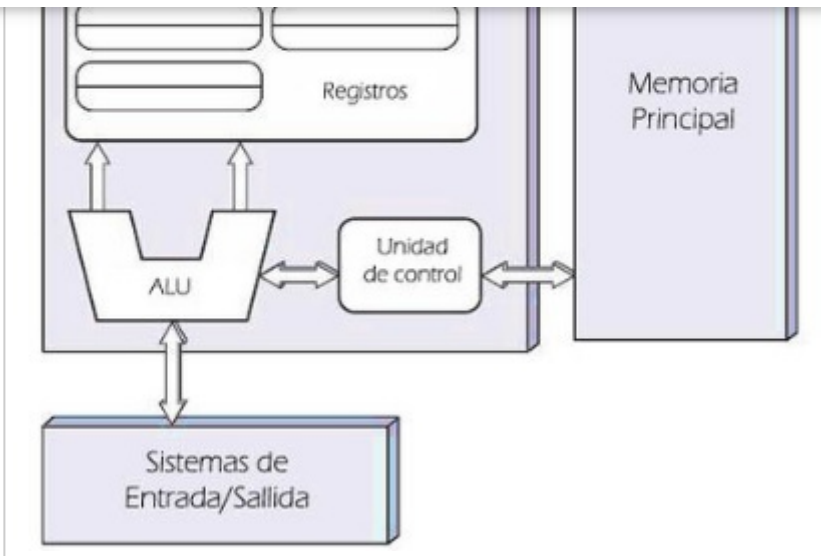 Registros
Memoria
Principal
Unidad
de control
ALU
Sistemas de
Entrada/Sallida